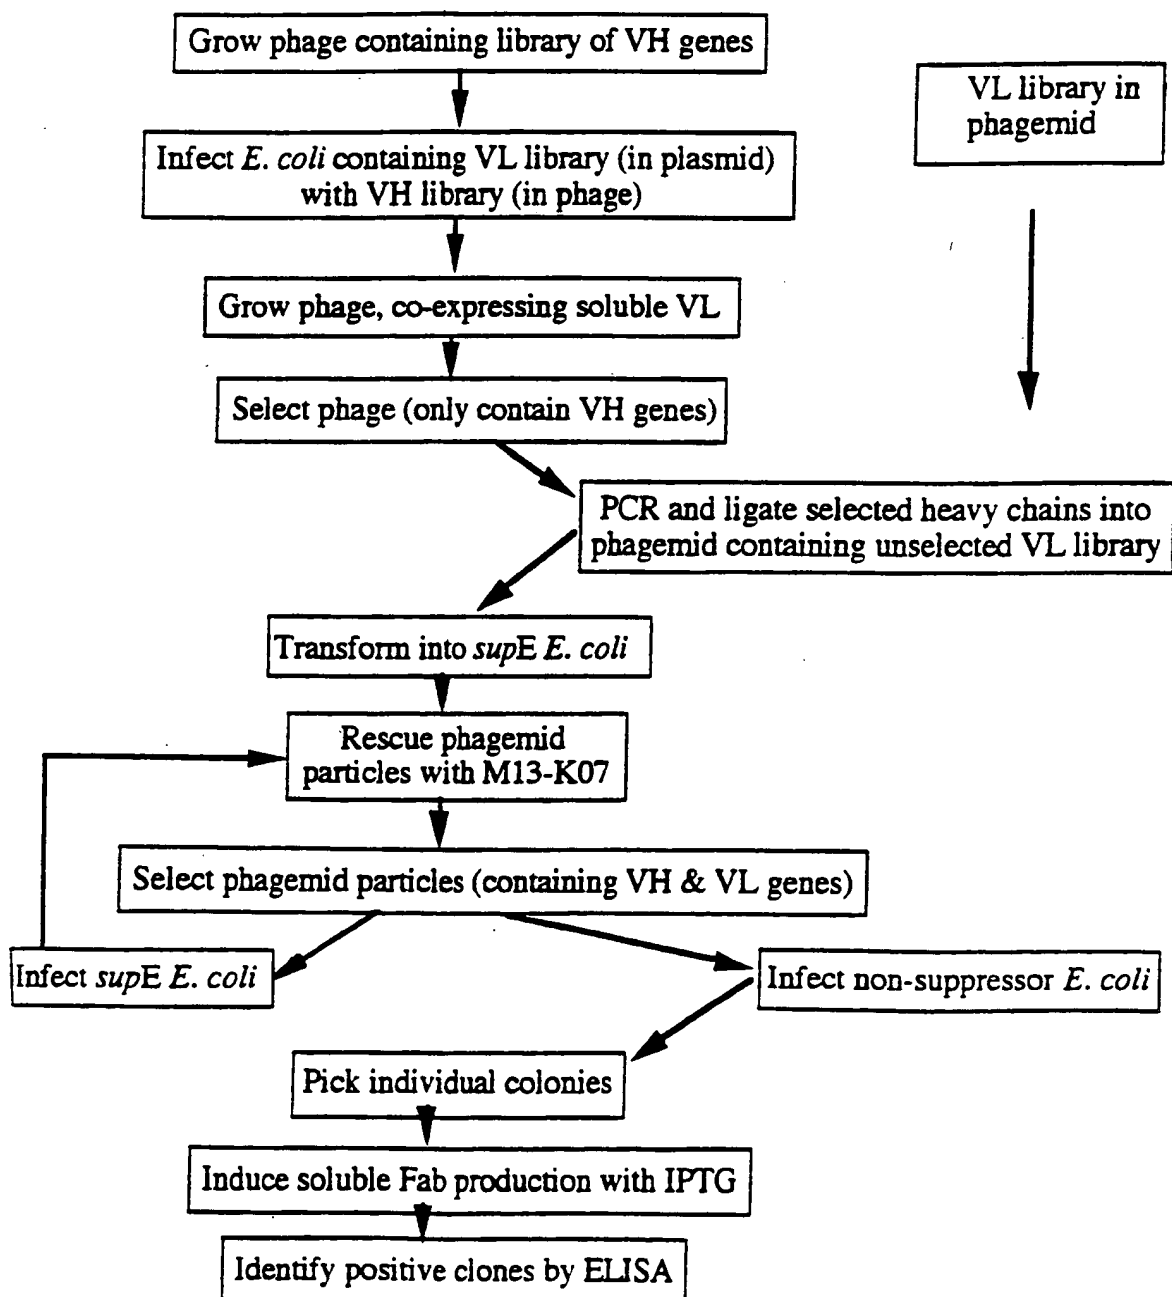 Grow phage containing library of VH genes
VL library in
phagemid
Infect E. coli containing VL library (in plasmid)
with VH library (in phage)
Grow phage, co-expressing soluble VL
Select phage (only contain VH genes)
PCR and ligate selected heavy chains into
phagemid containing unselected VL library
Transform into supE E. coli
Rescue phagemid
particles with M13-K07
Select phagemid particles (containing VH & VL genes)
Infect supE E. coli
Infect non-suppressor E. coli
Pick individual colonies
Induce soluble Fab production with IPTG
Identify positive clones by ELISA